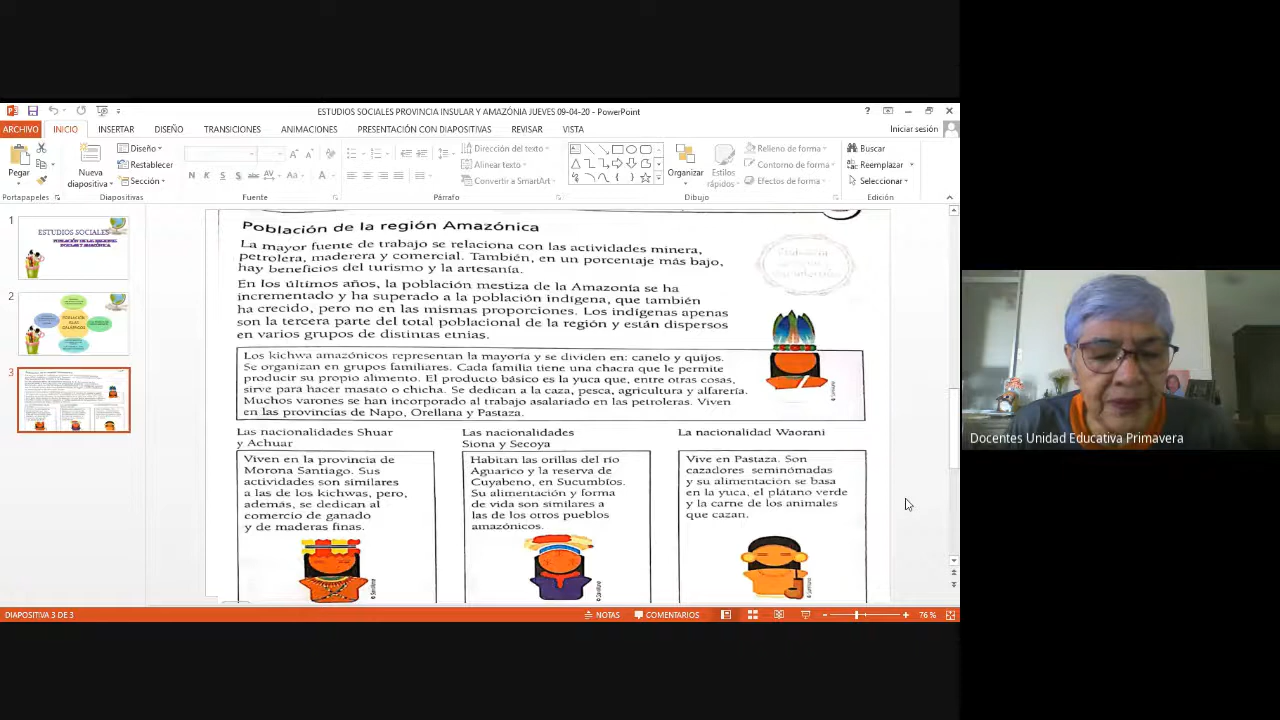 ESTUDIOS SOCIALES PROVINCIA INSULAR Y AMAZÓNIA JUEVES 09-04-20 - PowerPoint
ARCHIVO INICIO INSERTAR DISEÑO TRANSICIONES ANIMACIONES PRESENTACIÓN CON DIAPOSITIVAS REVISAR VISTA Iniciar sesión
Pegar
Nueva
diapositiva
Diseño
Restablecer
Sección
N K S S abc AV Aa A
Dirección del texto
Alinear texto
Convertir a SmartArt
Organizar
Estilos
rápidos
Relleno de forma
Contorno de forma
Efectos de forma
Buscar
Reemplazar
Seleccionar
Portapapeles Diapositivas Fuente Párrafo Dibujo Edición
1
ESTUDIOS SOCIALES
2
3
Población de la región Amazónica
La mayor fuente de trabajo se relaciona con las actividades minera,
petrolera, maderera y comercial. También, en un porcentaje más bajo,
hay beneficios del turismo y la artesanía.
En los últimos años, la población mestiza de la Amazonía se ha
incrementado y ha superado a la población indígena, que también
ha crecido, pero no en las mismas proporciones. Los indígenas apenas
son la tercera parte del total poblacional de la región y están dispersos
en varios grupos de distintas etnias.
Los kichwa amazónicos representan la mayoría y se dividen en: canelo y quijos.
Se organizan en grupos familiares. Cada familia tiene una chacra que le permite
producir su propio alimento. El producto básico es la yuca que, entre otras cosas,
sirve para hacer masato o chicha. Se dedican a la caza, pesca, agricultura y alfarería.
Muchos varones se han incorporado al trabajo asalariado en las petroleras. Viven
en las provincias de Napo, Orellana y Pastaza.
Las nacionalidades Shuar
y Achuar
Viven en la provincia de
Morona Santiago. Sus
actividades son similares
a las de los kichwas, pero,
además, se dedican al
comercio de ganado
y de maderas finas.
Las nacionalidades
Siona y Secoya
Habitan las orillas del río
Aguarico y la reserva de
Cuyabeno, en Sucumbíos.
Su alimentación y forma
de vida son similares a
las de los otros pueblos
amazónicos.
La nacionalidad Waorani
Vive en Pastaza. Son
cazadores seminómadas
y su alimentación se basa
en la yuca, el plátano verde
y la carne de los animales
que cazan.
DIAPOSITIVA 3 DE 3 NOTAS COMENTARIOS 76 %
Docentes Unidad Educativa Primavera